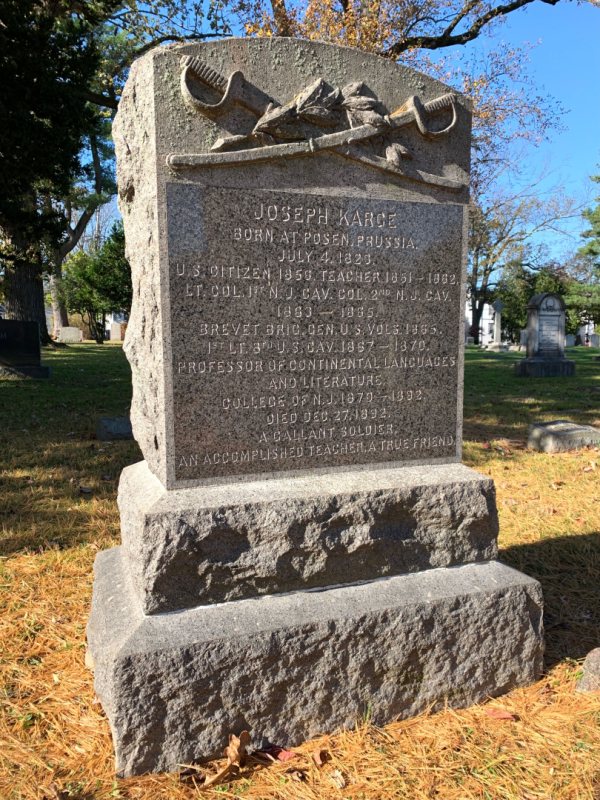 JOSEPH KARGE
BORN AT POSEN, PRUSSIA,
JULY 4, 1823.
U.S. CITIZEN 1856. TEACHER 1851–1862.
LT. COL. 1ST N.J. CAV. COL. 2ND N.J. CAV.
1863 — 1865.
BREVET BRIG. GEN. U.S. VOLS. 1865.
1ST LT. 8TH U.S. CAV. 1867–1870.
PROFESSOR OF CONTINENTAL LANGUAGES
AND LITERATURE,
COLLEGE OF N.J. 1870–1892.
DIED DEC. 27, 1892.
A GALLANT SOLDIER,
AN ACCOMPLISHED TEACHER, A TRUE FRIEND.